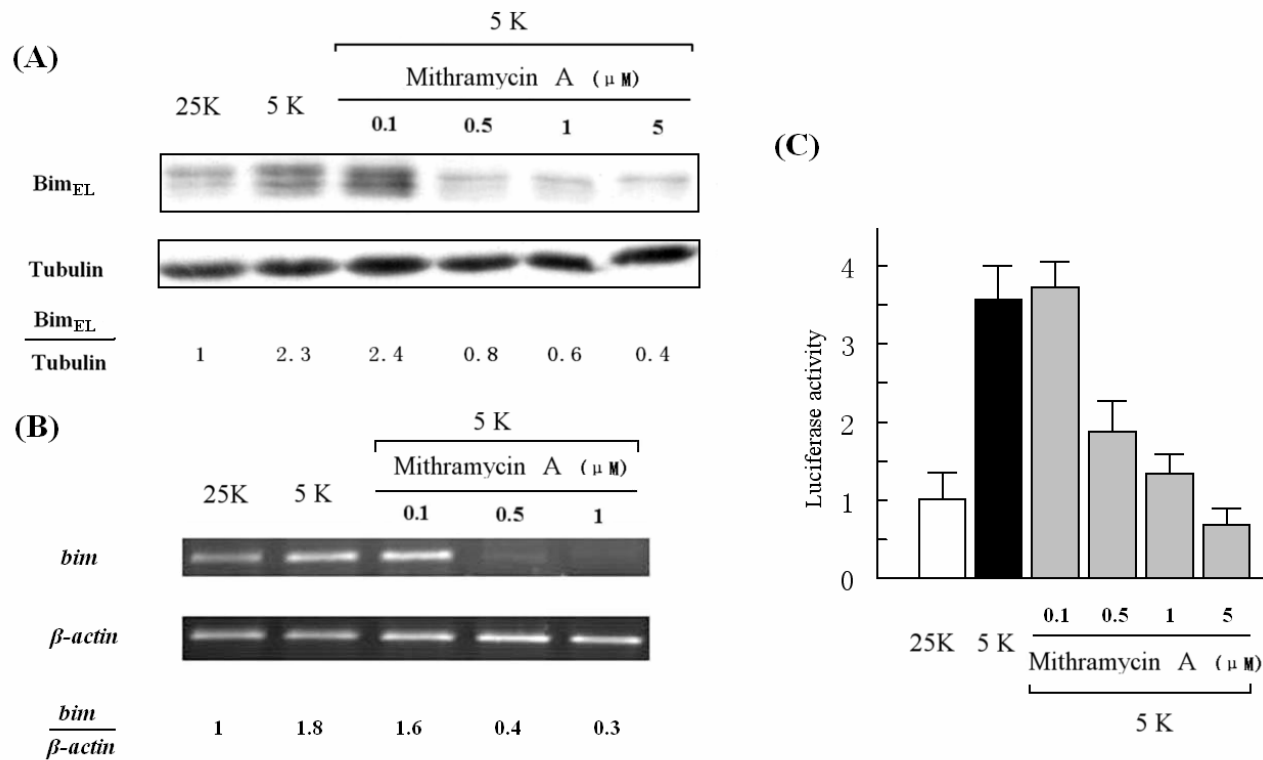 (A)
5 K
Mithramycin A (μM)
25K 5 K 0.1 0.5 1 5
BimEL
Tubulin
BimEL
Tubulin
1 2.3 2.4 0.8 0.6 0.4
(B)
5 K
Mithramycin A (μM)
25K 5 K 0.1 0.5 1
bim
β-actin
bim
β-actin
1 1.8 1.6 0.4 0.3
(C)
Luciferase activity
4
3
2
1
0
25K 5 K 0.1 0.5 1 5
Mithramycin A (μM)
5 K